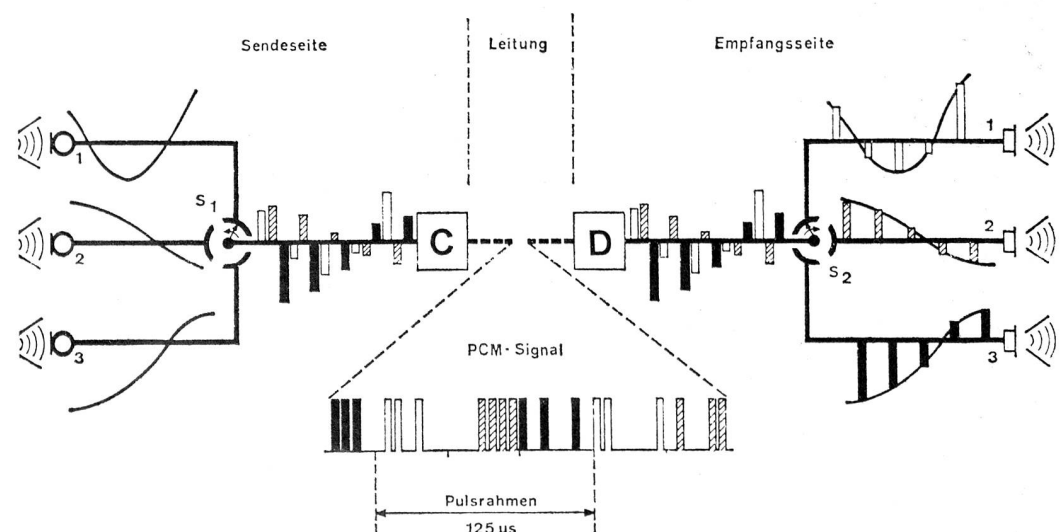 Sendeseite
Leitung
Empfangsseite
1
S1
2
3
C
D
1
2
S2
3
PCM-Signal
Pulsrahmen
125 µs